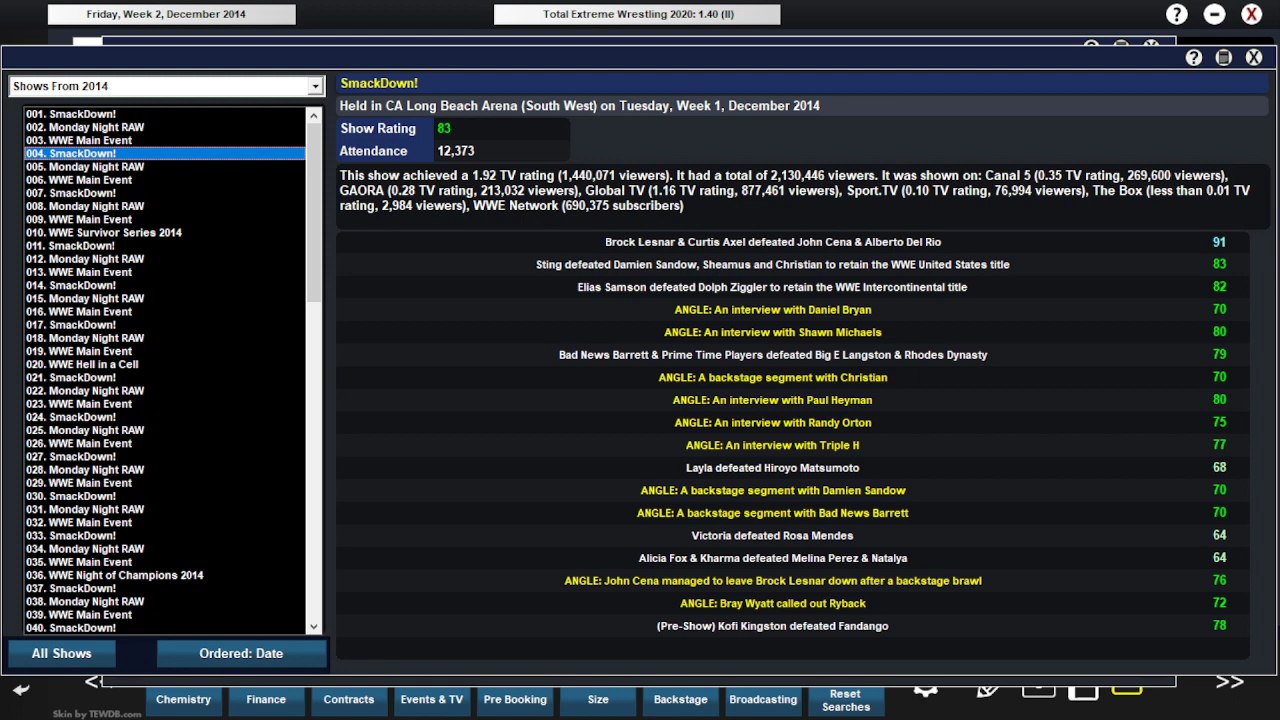 Friday, Week 2, December 2014
Total Extreme Wrestling 2020: 1.40 (II)
? X
? X
Shows From 2014
001. SmackDown!
002. Monday Night RAW
003. WWE Main Event
004. SmackDown!
005. Monday Night RAW
006. WWE Main Event
007. SmackDown!
008. Monday Night RAW
009. WWE Main Event
010. WWE Survivor Series 2014
011. SmackDown!
012. Monday Night RAW
013. WWE Main Event
014. SmackDown!
015. Monday Night RAW
016. WWE Main Event
017. SmackDown!
018. Monday Night RAW
019. WWE Main Event
020. WWE Hell in a Cell
021. SmackDown!
022. Monday Night RAW
023. WWE Main Event
024. SmackDown!
025. Monday Night RAW
026. WWE Main Event
027. SmackDown!
028. Monday Night RAW
029. WWE Main Event
030. SmackDown!
031. Monday Night RAW
032. WWE Main Event
033. SmackDown!
034. Monday Night RAW
035. WWE Main Event
036. WWE Night of Champions 2014
037. SmackDown!
038. Monday Night RAW
039. WWE Main Event
040. SmackDown!
All Shows
Ordered: Date
SmackDown!
Held in CA Long Beach Arena (South West) on Tuesday, Week 1, December 2014
Show Rating 83
Attendance 12,373
This show achieved a 1.92 TV rating (1,440,071 viewers). It had a total of 2,130,446 viewers. It was shown on: Canal 5 (0.35 TV rating, 269,600 viewers),
GAORA (0.28 TV rating, 213,032 viewers), Global TV (1.16 TV rating, 877,461 viewers), Sport.TV (0.10 TV rating, 76,994 viewers), The Box (less than 0.01 TV
rating, 2,984 viewers), WWE Network (690,375 subscribers)
Brock Lesnar & Curtis Axel defeated John Cena & Alberto Del Rio 91
Sting defeated Damien Sandow, Sheamus and Christian to retain the WWE United States title 83
Elias Samson defeated Dolph Ziggler to retain the WWE Intercontinental title 82
ANGLE: An interview with Daniel Bryan 70
ANGLE: An interview with Shawn Michaels 80
Bad News Barrett & Prime Time Players defeated Big E Langston & Rhodes Dynasty 79
ANGLE: A backstage segment with Christian 70
ANGLE: An interview with Paul Heyman 80
ANGLE: An interview with Randy Orton 75
ANGLE: An interview with Triple H 77
Layla defeated Hiroyo Matsumoto 68
ANGLE: A backstage segment with Damien Sandow 70
ANGLE: A backstage segment with Bad News Barrett 70
Victoria defeated Rosa Mendes 64
Alicia Fox & Kharma defeated Melina Perez & Natalya 64
ANGLE: John Cena managed to leave Brock Lesnar down after a backstage brawl 76
ANGLE: Bray Wyatt called out Ryback 72
(Pre-Show) Kofi Kingston defeated Fandango 78
Chemistry
Finance
Contracts
Events & TV
Pre Booking
Size
Backstage
Broadcasting
Reset
Searches
>>
Skin by TEWDB.com